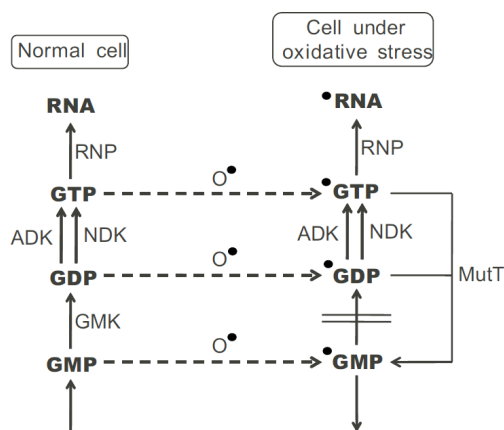 Normal cell
Cell under
oxidative stress
RNA
•RNA
RNP
RNP
GTP
O•
•GTP
ADK
NDK
ADK
NDK
GDP
O•
•GDP
MutT
GMK
GMP
O•
•GMP